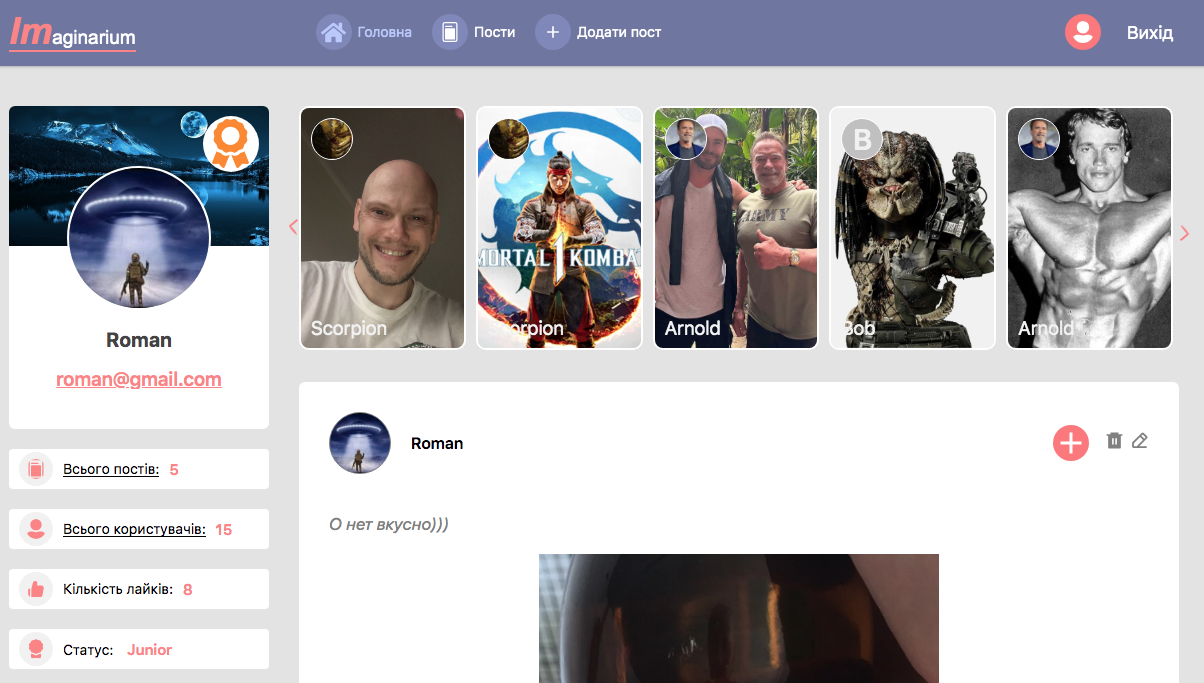 Imaginarium
Головна
Пости
Додати пост
Вихід
Roman
roman@gmail.com
Всього постів: 5
Всього користувачів: 15
Кількість лайків: 8
Статус: Junior
Scorpion
MORTAL 1 KOMBAT
Scorpion
ARMY
Arnold
B
Bob
Arnold
Roman
О нет вкусно)))